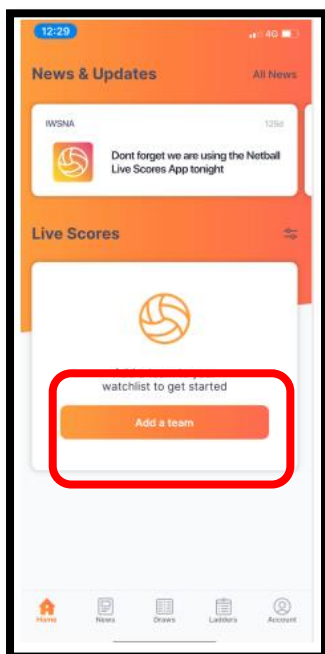 12:29
4G
News & Updates
All News
IWSNA
125d
Dont forget we are using the Netball
Live Scores App tonight
Live Scores
watchlist to get started
Add a team
Home
News
Draws
Ladders
Account